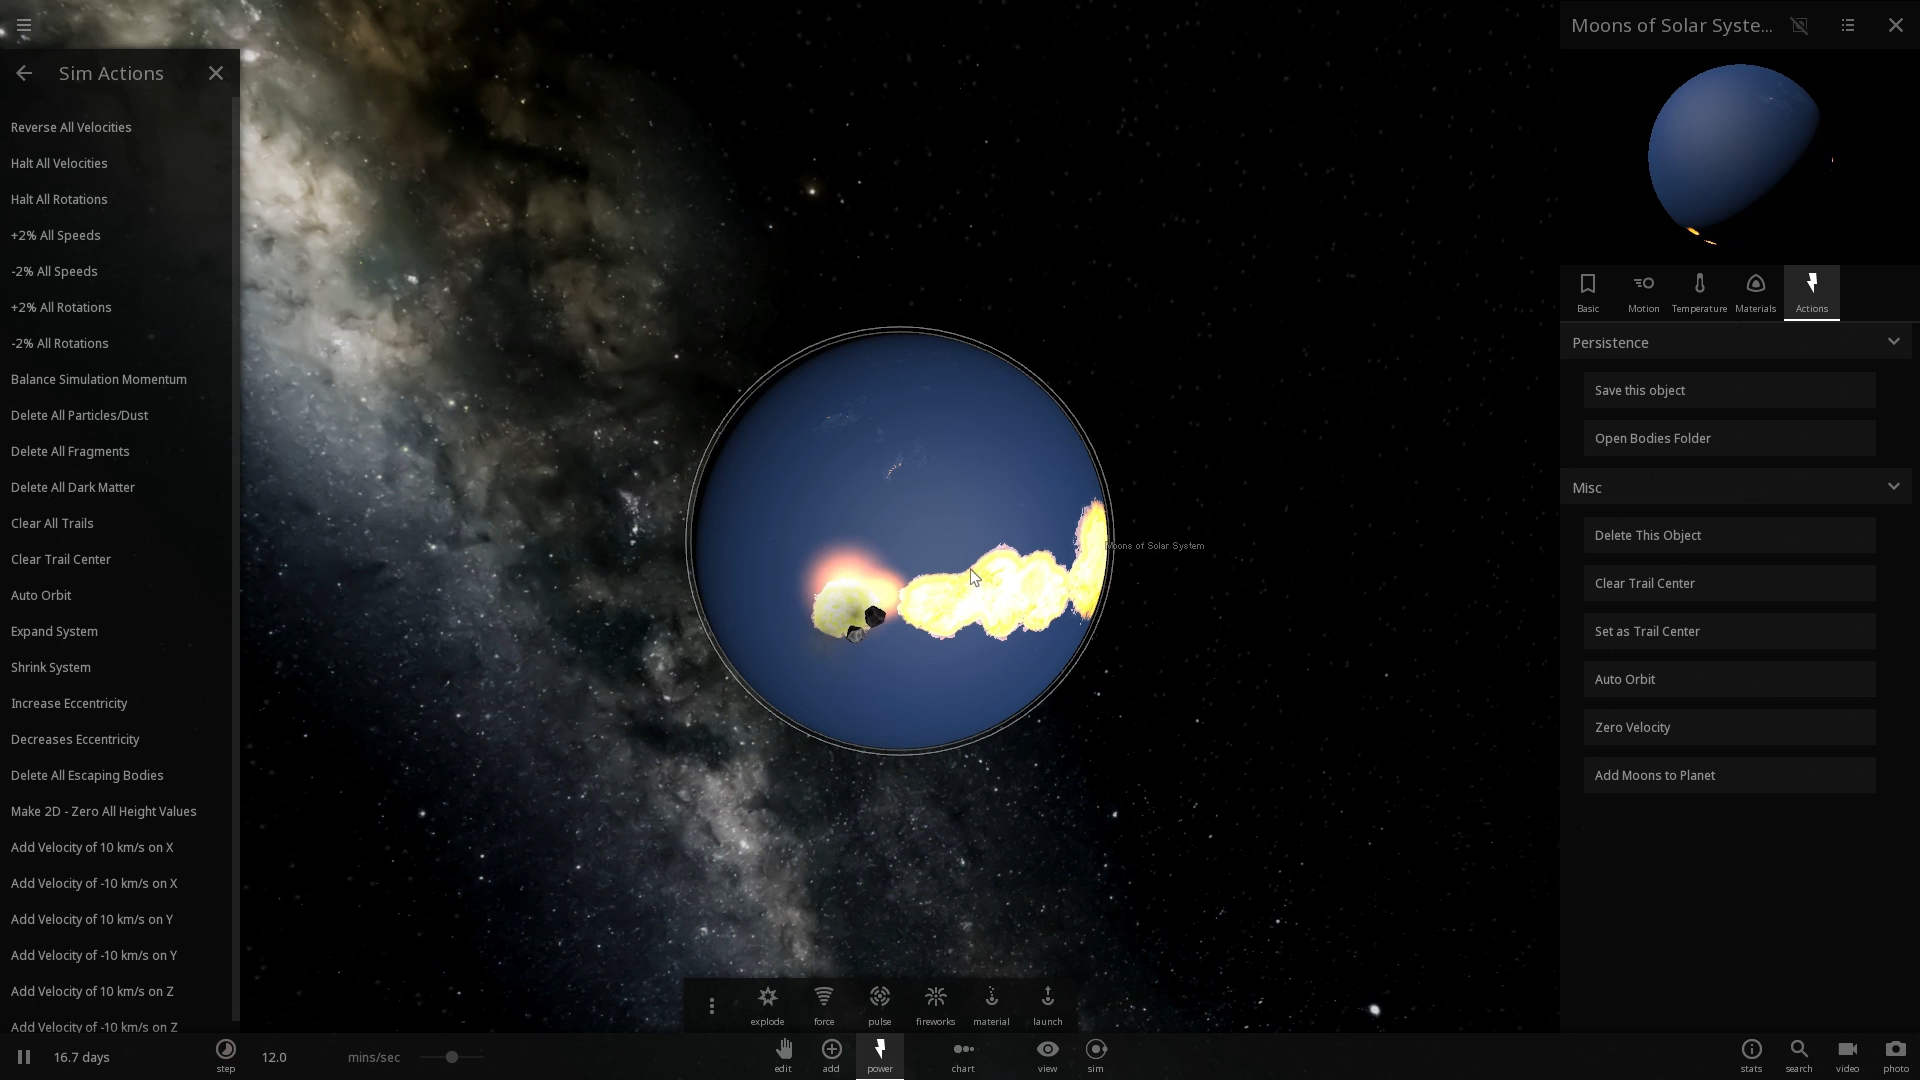 Sim Actions
Reverse All Velocities
Halt All Velocities
Halt All Rotations
+2% All Speeds
-2% All Speeds
+2% All Rotations
-2% All Rotations
Balance Simulation Momentum
Delete All Particles/Dust
Delete All Fragments
Delete All Dark Matter
Clear All Trails
Clear Trail Center
Auto Orbit
Expand System
Shrink System
Increase Eccentricity
Decreases Eccentricity
Delete All Escaping Bodies
Make 2D - Zero All Height Values
Add Velocity of 10 km/s on X
Add Velocity of -10 km/s on X
Add Velocity of 10 km/s on Y
Add Velocity of -10 km/s on Y
Add Velocity of 10 km/s on Z
Add Velocity of -10 km/s on Z
Moons of Solar System
Moons of Solar Syste...
Basic
Motion
Temperature
Materials
Actions
Persistence
Save this object
Open Bodies Folder
Misc
Delete This Object
Clear Trail Center
Set as Trail Center
Auto Orbit
Zero Velocity
Add Moons to Planet
explode
force
pulse
fireworks
material
launch
16.7 days
step
12.0
mins/sec
edit
add
power
chart
view
sim
stats
search
video
photo